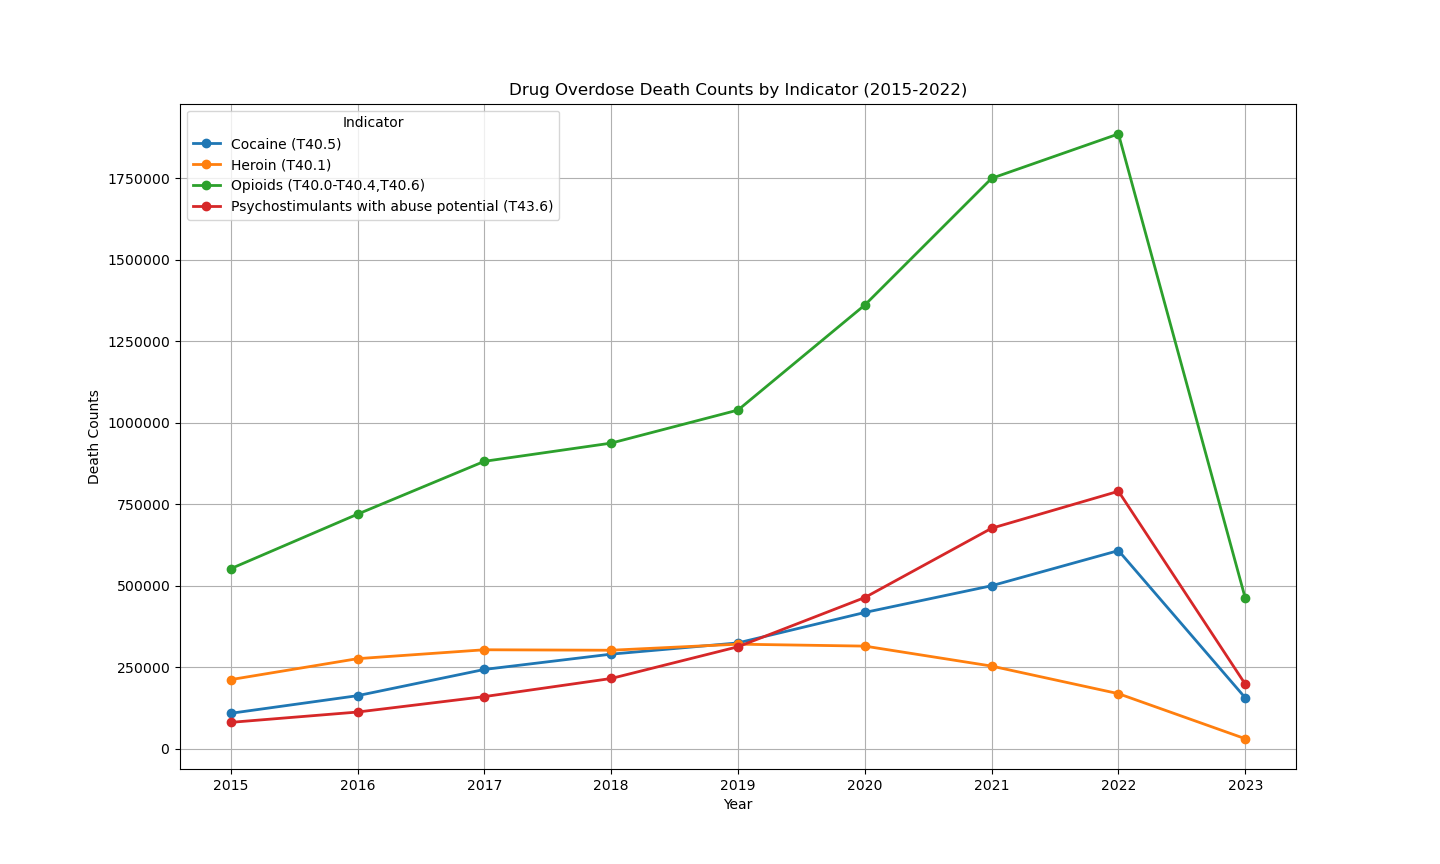 Drug Overdose Death Counts by Indicator (2015-2022)
Indicator
Cocaine (T40.5)
Heroin (T40.1)
Opioids (T40.0-T40.4,T40.6)
Psychostimulants with abuse potential (T43.6)
Death Counts
1750000
1500000
1250000
1000000
750000
500000
250000
0
2015 2016 2017 2018 2019 2020 2021 2022 2023
Year